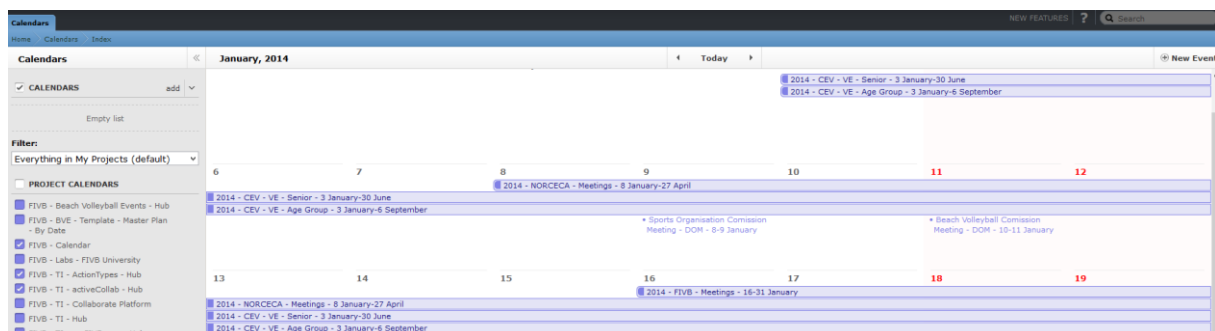 Calendars
NEW FEATURES ? Search
Home Calendars Index
Calendars « January, 2014 Today New Event
2014 - CEV - VE - Senior - 3 January-30 June
CALENDARS add
2014 - CEV - VE - Age Group - 3 January-6 September
Empty list
Filter:
Everything in My Projects (default)
6 7 8 9 10 11 12
PROJECT CALENDARS
2014 - NORCECA - Meetings - 8 January-27 April
2014 - CEV - VE - Senior - 3 January-30 June
FIVB - Beach Volleyball Events - Hub
2014 - CEV - VE - Age Group - 3 January-6 September
FIVB - BVE - Template - Master Plan
- By Date
• Sports Organisation Comission
Meeting - DOM - 8-9 January
• Beach Volleyball Comission
Meeting - DOM - 10-11 January
FIVB - Calendar
FIVB - Labs - FIVB University
FIVB - TI - ActionTypes - Hub
13 14 15 16 17 18 19
FIVB - TI - activeCollab - Hub
2014 - FIVB - Meetings - 16-31 January
FIVB - TI - Collaborate Platform
2014 - NORCECA - Meetings - 8 January-27 April
FIVB - TI - Hub
2014 - CEV - VE - Senior - 3 January-30 June
2014 - CEV - VE - Age Group - 3 January-6 September